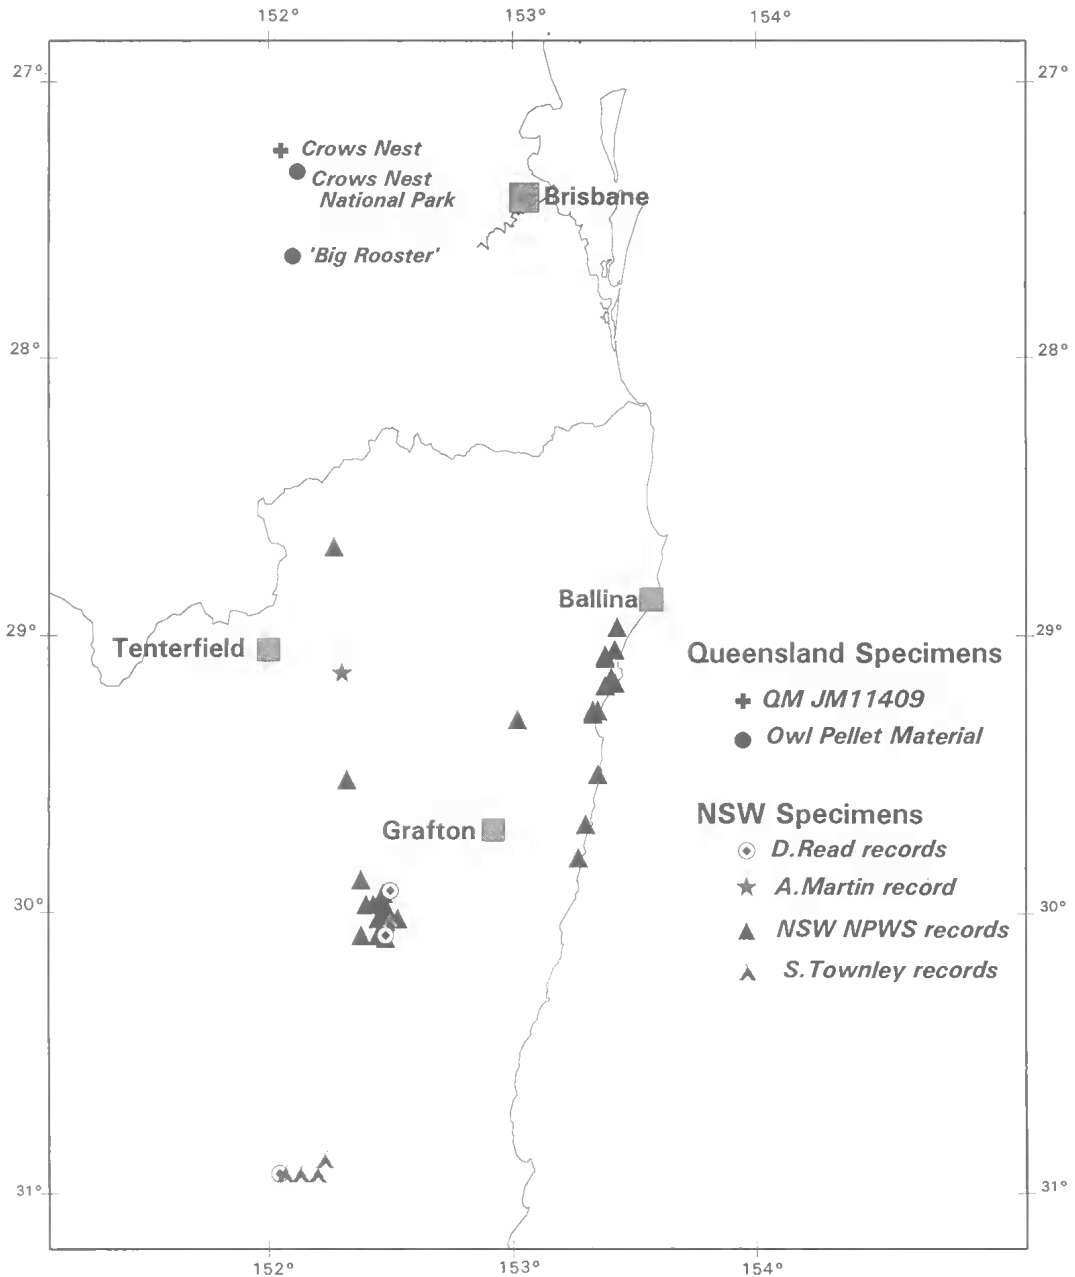 152°
153°
154°
27°
27°
Crows Nest
Crows Nest
National Park
Brisbane
'Big Rooster'
28°
28°
Ballina
29°
29°
Tenterfield
Queensland Specimens
QM JM11409
Owl Pellet Material
NSW Specimens
Grafton
D.Read records
A.Martin record
30°
30°
NSW NPWS records
S.Townley records
31°
31°
152°
153°
154°